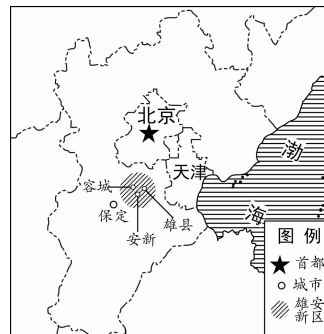 北京
天津
渤
海
容城
保定
安新
雄县
图例
首都
城市
雄安
新区